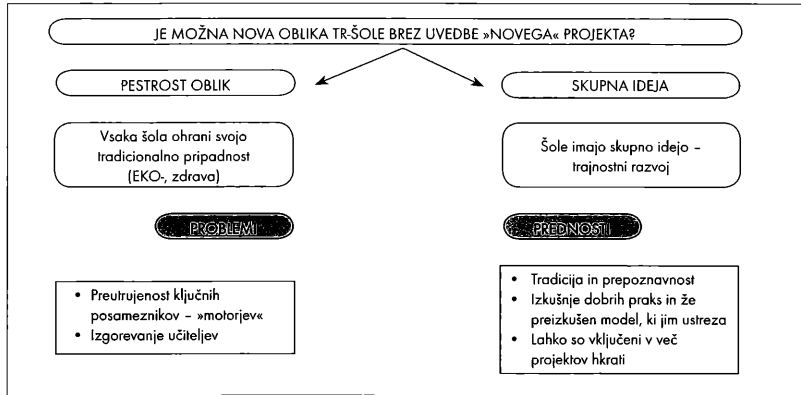 JE MOŽNA NOVA OBLIKA TR-ŠOLE BREZ UVEDBE »NOVEGA« PROJEKTA?
PESTROST OBLIK
Vsaka šola ohrani svojo
tradicionalno pripadnost
(EKO-, zdrava)
PROBLEMI
• Preutrujenost ključnih
posameznikov – »motorjev«
• Izgorevanje učiteljev
SKUPNA IDEJA
Šole imajo skupno idejo –
trajnostni razvoj
PREDNOSTI
• Tradicija in prepoznavnost
• Izkušnje dobrih praks in že
preizkušen model, ki jim ustreza
• Lahko so vključeni v več
projektov hkrati